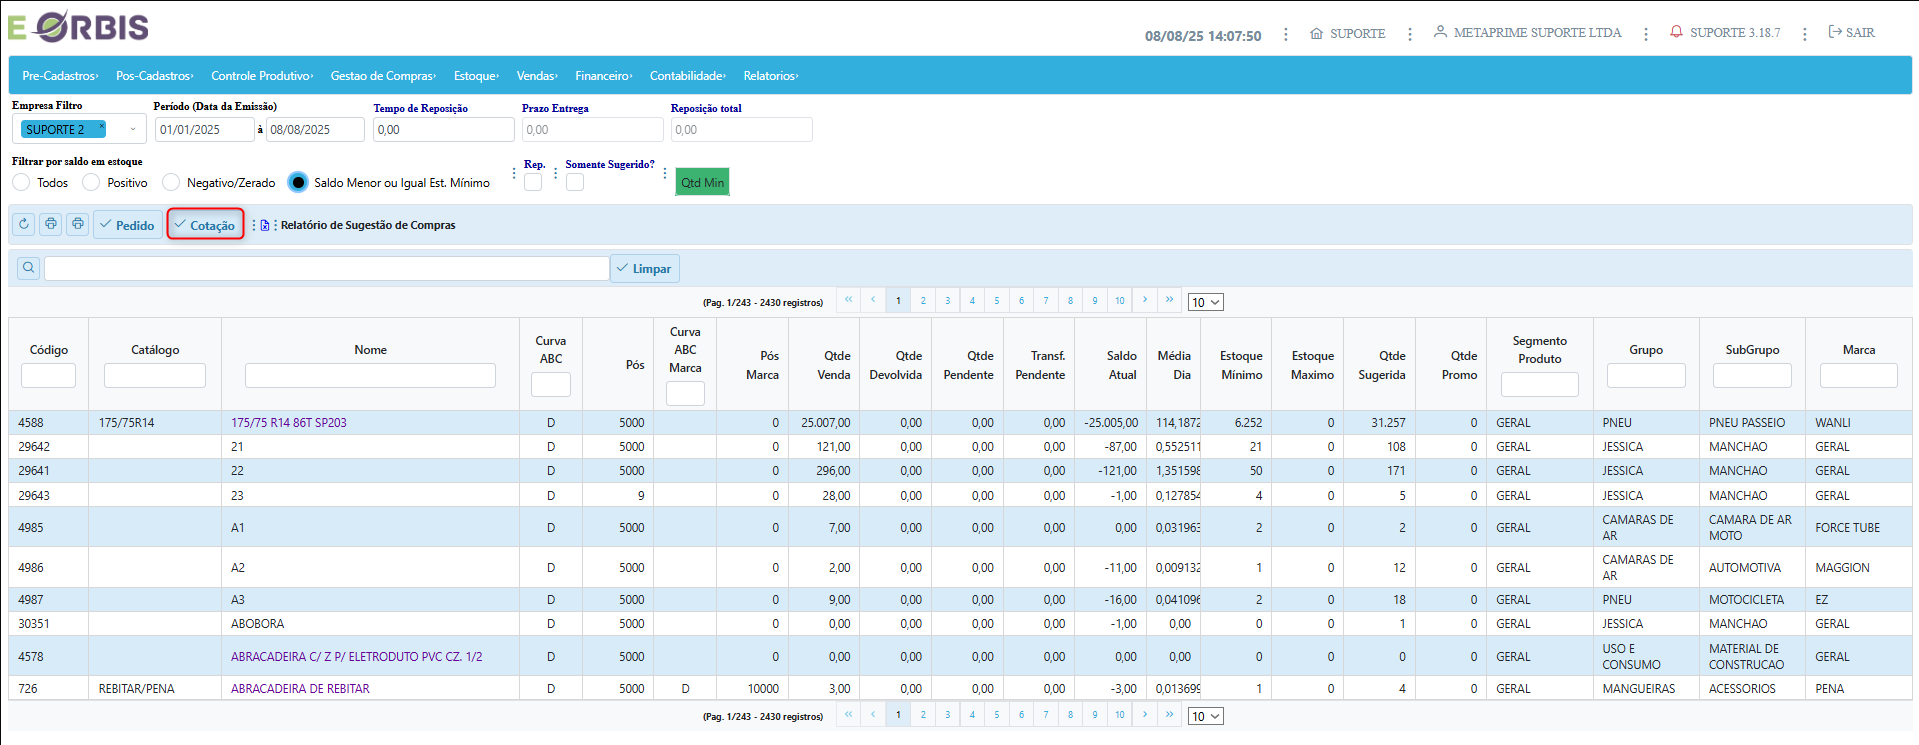 E ORBIS
08/08/25 14:07:50 SUPORTE METAPRIME SUPORTE LTDA SUPORTE 3.18.7 SAIR
Pre-Cadastros Pos-Cadastros Controle Produtivo Gestao de Compras Estoque Vendas Financeiro Contabilidade Relatorios
Empresa Filtro Período (Data da Emissão) Tempo de Reposição Prazo Entrega Reposição total
SUPORTE 2 × 01/01/2025 à 08/08/2025 0,00 0,00 0,00
Filtrar por saldo em estoque Rep. Somente Sugerido?
Todos Positivo Negativo/Zerado Saldo Menor ou Igual Est. Mínimo Qtd Min
Pedido Cotação Relatório de Sugestão de Compras
Limpar
(Pag. 1/243 - 2430 registros) 1 2 3 4 5 6 7 8 9 10 10
Código Catálogo Nome Curva ABC Pós Curva ABC Marca Pós Marca Qtde Venda Qtde Devolvida Qtde Pendente Transf. Pendente Saldo Atual Média Dia Estoque Mínimo Estoque Maximo Qtde Sugerida Qtde Promo Segmento Produto Grupo SubGrupo Marca
4588 175/75R14 175/75 R14 86T SP203 D 5000 0 25.007,00 0,00 0,00 0,00 -25.005,00 114,1872 6.252 0 31.257 0 GERAL PNEU PNEU PASSEIO WANLI
29642 21 D 5000 0 121,00 0,00 0,00 0,00 -87,00 0,552511 21 0 108 0 GERAL JESSICA MANCHAO GERAL
29641 22 D 5000 0 296,00 0,00 0,00 0,00 -121,00 1,351598 50 0 171 0 GERAL JESSICA MANCHAO GERAL
29643 23 D 9 0 28,00 0,00 0,00 0,00 -1,00 0,127854 4 0 5 0 GERAL JESSICA MANCHAO GERAL
4985 A1 D 5000 0 7,00 0,00 0,00 0,00 0,00 0,031963 2 0 2 0 GERAL CAMARAS DE AR CAMARA DE AR MOTO FORCE TUBE
4986 A2 D 5000 0 2,00 0,00 0,00 0,00 -11,00 0,009132 1 0 12 0 GERAL CAMARAS DE AR AUTOMOTIVA MAGGION
4987 A3 D 5000 0 9,00 0,00 0,00 0,00 -16,00 0,041096 2 0 18 0 GERAL PNEU MOTOCICLETA EZ
30351 ABOBORA D 5000 0 0,00 0,00 0,00 0,00 -1,00 0,00 0 0 1 0 GERAL JESSICA MANCHAO GERAL
4578 ABRACADEIRA C/ Z P/ ELETRODUTO PVC CZ. 1/2 D 5000 0 0,00 0,00 0,00 0,00 0,00 0,00 0 0 0 0 GERAL USO E CONSUMO MATERIAL DE CONSTRUCAO GERAL
726 REBITAR/PENA ABRACADEIRA DE REBITAR D 5000 D 10000 3,00 0,00 0,00 0,00 -3,00 0,013699 1 0 4 0 GERAL MANGUEIRAS ACESSORIOS PENA
(Pag. 1/243 - 2430 registros) 1 2 3 4 5 6 7 8 9 10 10